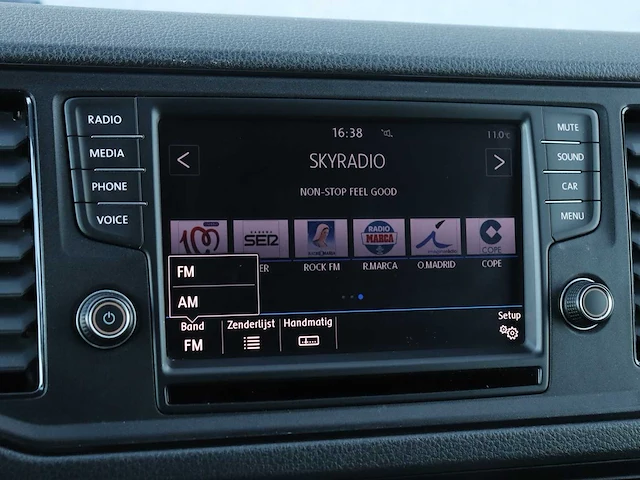 RADIO
MEDIA
PHONE
VOICE
MUTE
SOUND
CAR
MENU
16:38
11.0°C
SKYRADIO
NON-STOP FEEL GOOD
100
SER
RADIO
MARCA
COPE
ER
ROCK FM
R.MARCA
O.MADRID
COPE
FM
AM
Band
FM
Zenderlijst
Handmatig
Setup